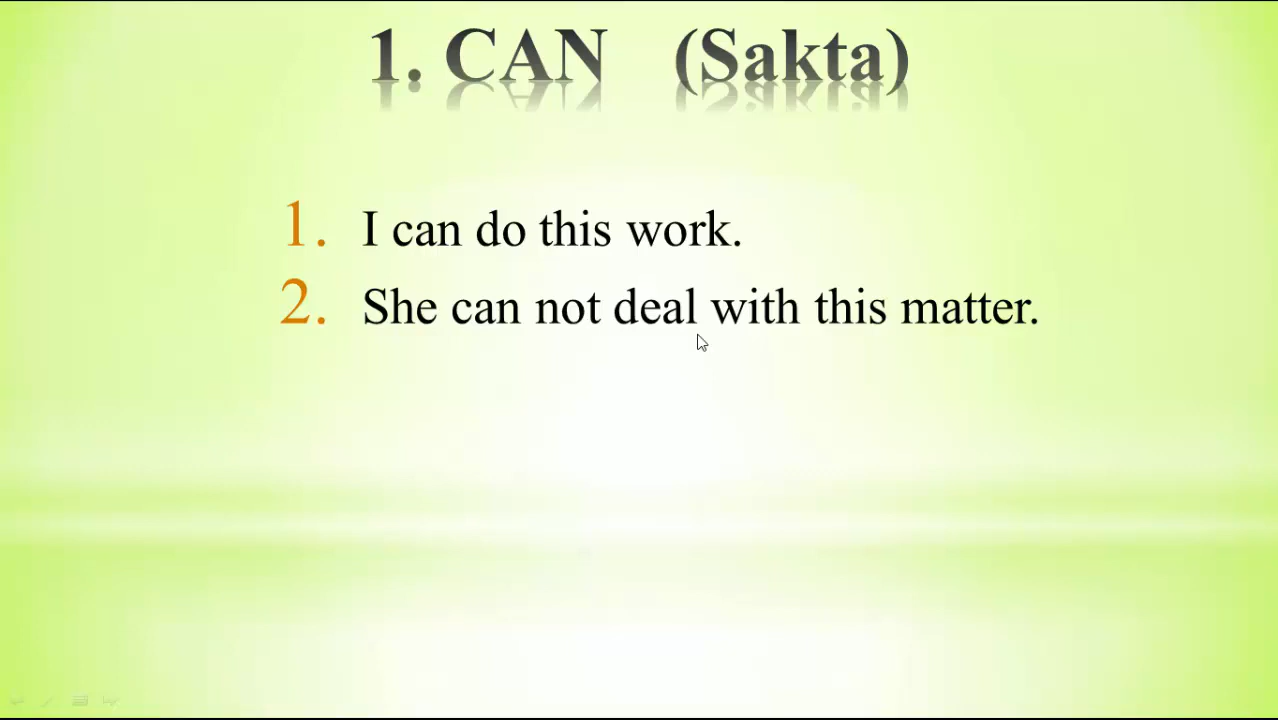 1. CAN (Sakta)
1. I can do this work.
2. She can not deal with this matter.